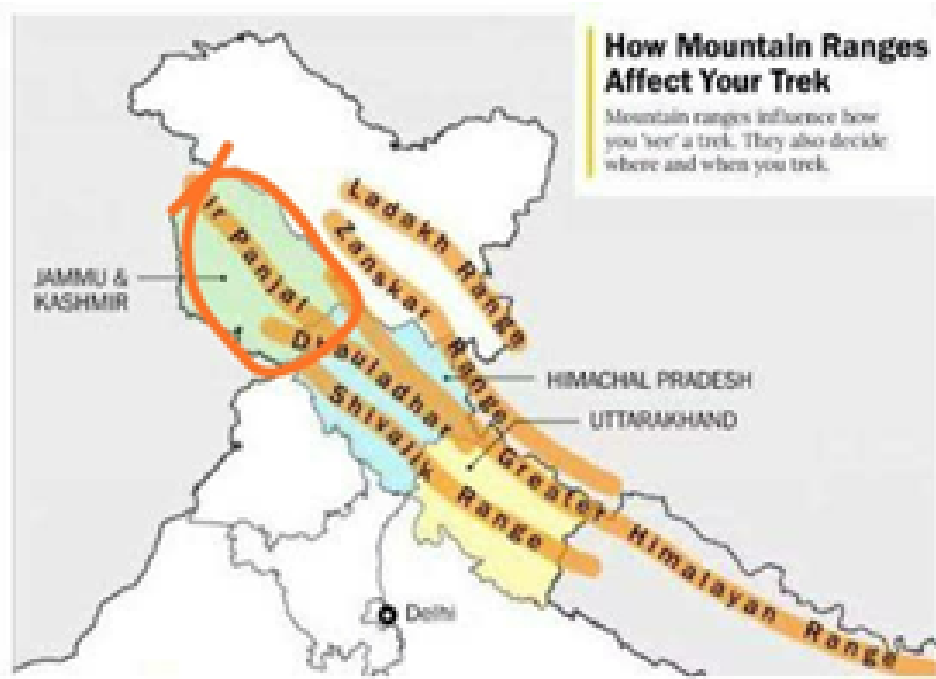 How Mountain Ranges
Affect Your Trek
Mountain ranges influence how
you 'see' a trek. They also decide
where and when you trek.
Ladakh Range
Zanskar Range
ir Panjal
JAMMU &
KASHMIR
Dhauladhar
HIMACHAL PRADESH
UTTARAKHAND
Shivalik Range
Greater Himalayan Range
Delhi